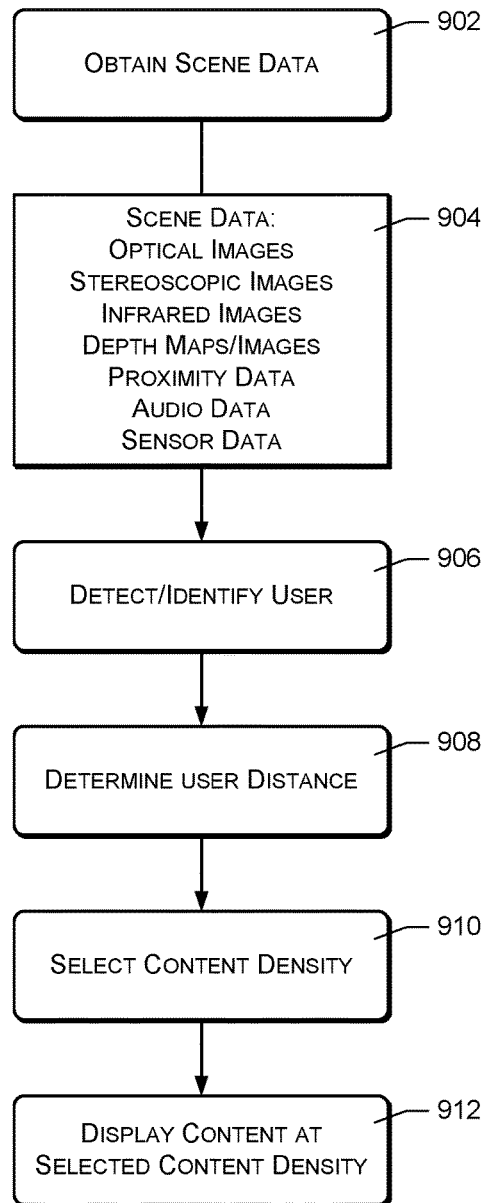 902
OBTAIN SCENE DATA
904
SCENE DATA:
OPTICAL IMAGES
STEREOSCOPIC IMAGES
INFRARED IMAGES
DEPTH MAPS/IMAGES
PROXIMITY DATA
AUDIO DATA
SENSOR DATA
906
DETECT/IDENTIFY USER
908
DETERMINE USER DISTANCE
910
SELECT CONTENT DENSITY
912
DISPLAY CONTENT AT
SELECTED CONTENT DENSITY